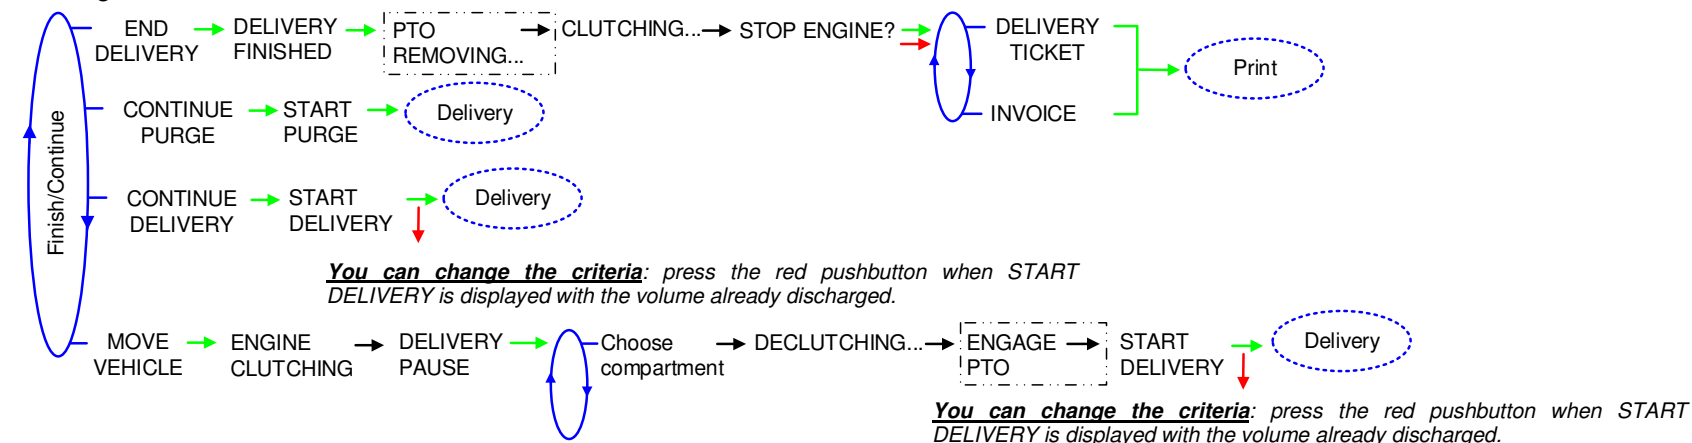 END DELIVERY
DELIVERY FINISHED
PTO REMOVING...
CLUTCHING...
STOP ENGINE?
DELIVERY TICKET
INVOICE
Print
Finish/Continue
CONTINUE PURGE
START PURGE
Delivery
CONTINUE DELIVERY
START DELIVERY
Delivery
You can change the criteria: press the red pushbutton when START
DELIVERY is displayed with the volume already discharged.
MOVE VEHICLE
ENGINE CLUTCHING
DELIVERY PAUSE
Choose compartment
DECLUTCHING...
ENGAGE PTO
START DELIVERY
Delivery
You can change the criteria: press the red pushbutton when START
DELIVERY is displayed with the volume already discharged.